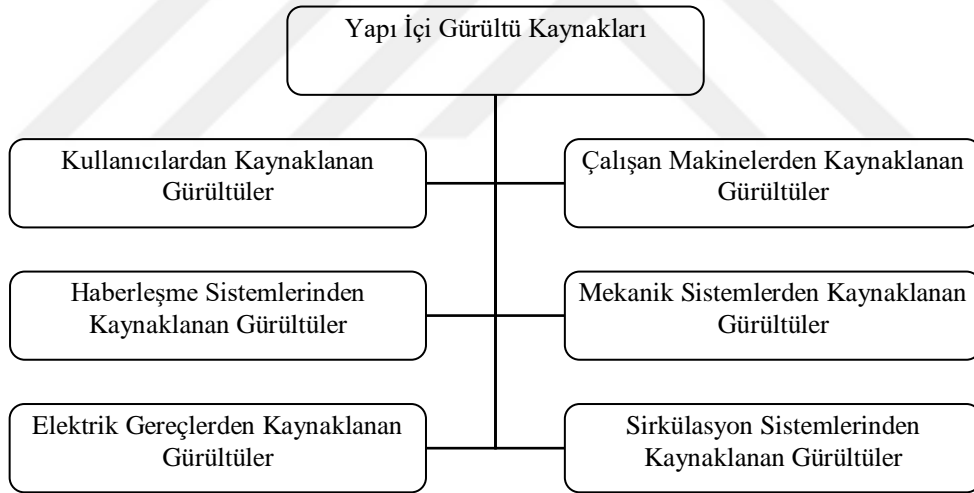 Yapı İçi Gürültü Kaynakları
Kullanıcılardan Kaynaklanan
Gürültüler
Çalışan Makinelerden Kaynaklanan
Gürültüler
Haberleşme Sistemlerinden
Kaynaklanan Gürültüler
Mekanik Sistemlerden Kaynaklanan
Gürültüler
Elektrik Gereçlerden Kaynaklanan
Gürültüler
Sirkülasyon Sistemlerinden
Kaynaklanan Gürültüler